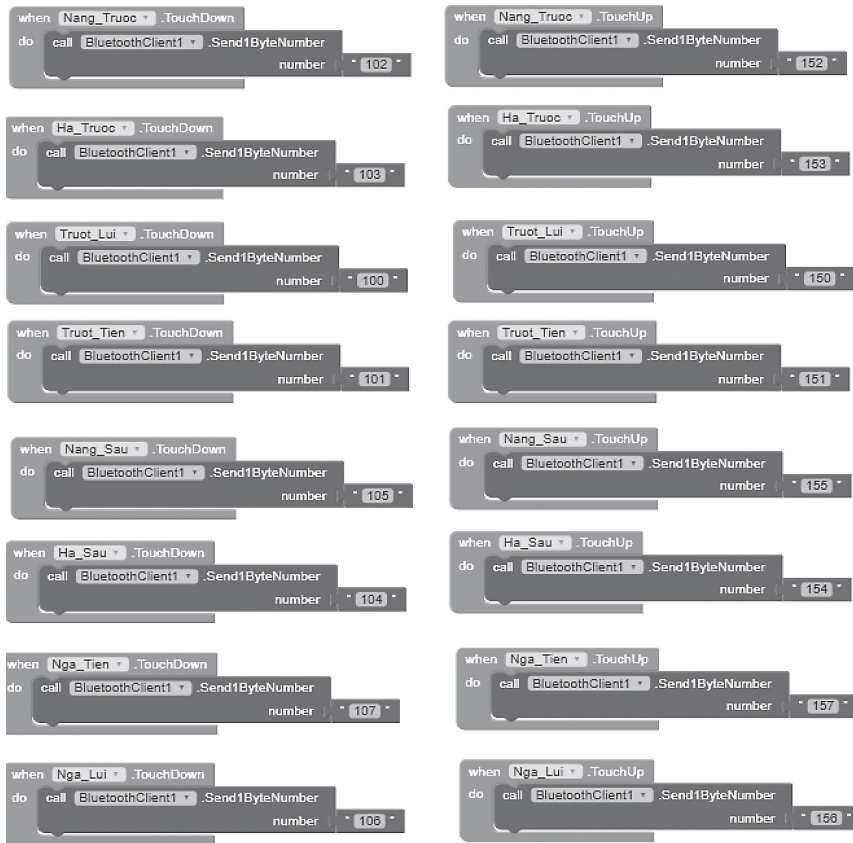 when Nang_Truoc .TouchDown
do call BluetoothClient1 .Send1ByteNumber
number " 102 "
when Nang_Truoc .TouchUp
do call BluetoothClient1 .Send1ByteNumber
number " 152 "
when Ha_Truoc .TouchDown
do call BluetoothClient1 .Send1ByteNumber
number " 103 "
when Ha_Truoc .TouchUp
do call BluetoothClient1 .Send1ByteNumber
number " 153 "
when Truot_Lui .TouchDown
do call BluetoothClient1 .Send1ByteNumber
number " 100 "
when Truot_Lui .TouchUp
do call BluetoothClient1 .Send1ByteNumber
number " 150 "
when Truot_Tien .TouchDown
do call BluetoothClient1 .Send1ByteNumber
number " 101 "
when Truot_Tien .TouchUp
do call BluetoothClient1 .Send1ByteNumber
number " 151 "
when Nang_Sau .TouchDown
do call BluetoothClient1 .Send1ByteNumber
number " 105 "
when Nang_Sau .TouchUp
do call BluetoothClient1 .Send1ByteNumber
number " 155 "
when Ha_Sau .TouchDown
do call BluetoothClient1 .Send1ByteNumber
number " 104 "
when Ha_Sau .TouchUp
do call BluetoothClient1 .Send1ByteNumber
number " 154 "
when Nga_Tien .TouchDown
do call BluetoothClient1 .Send1ByteNumber
number " 107 "
when Nga_Tien .TouchUp
do call BluetoothClient1 .Send1ByteNumber
number " 157 "
when Nga_Lui .TouchDown
do call BluetoothClient1 .Send1ByteNumber
number " 106 "
when Nga_Lui .TouchUp
do call BluetoothClient1 .Send1ByteNumber
number " 156 "